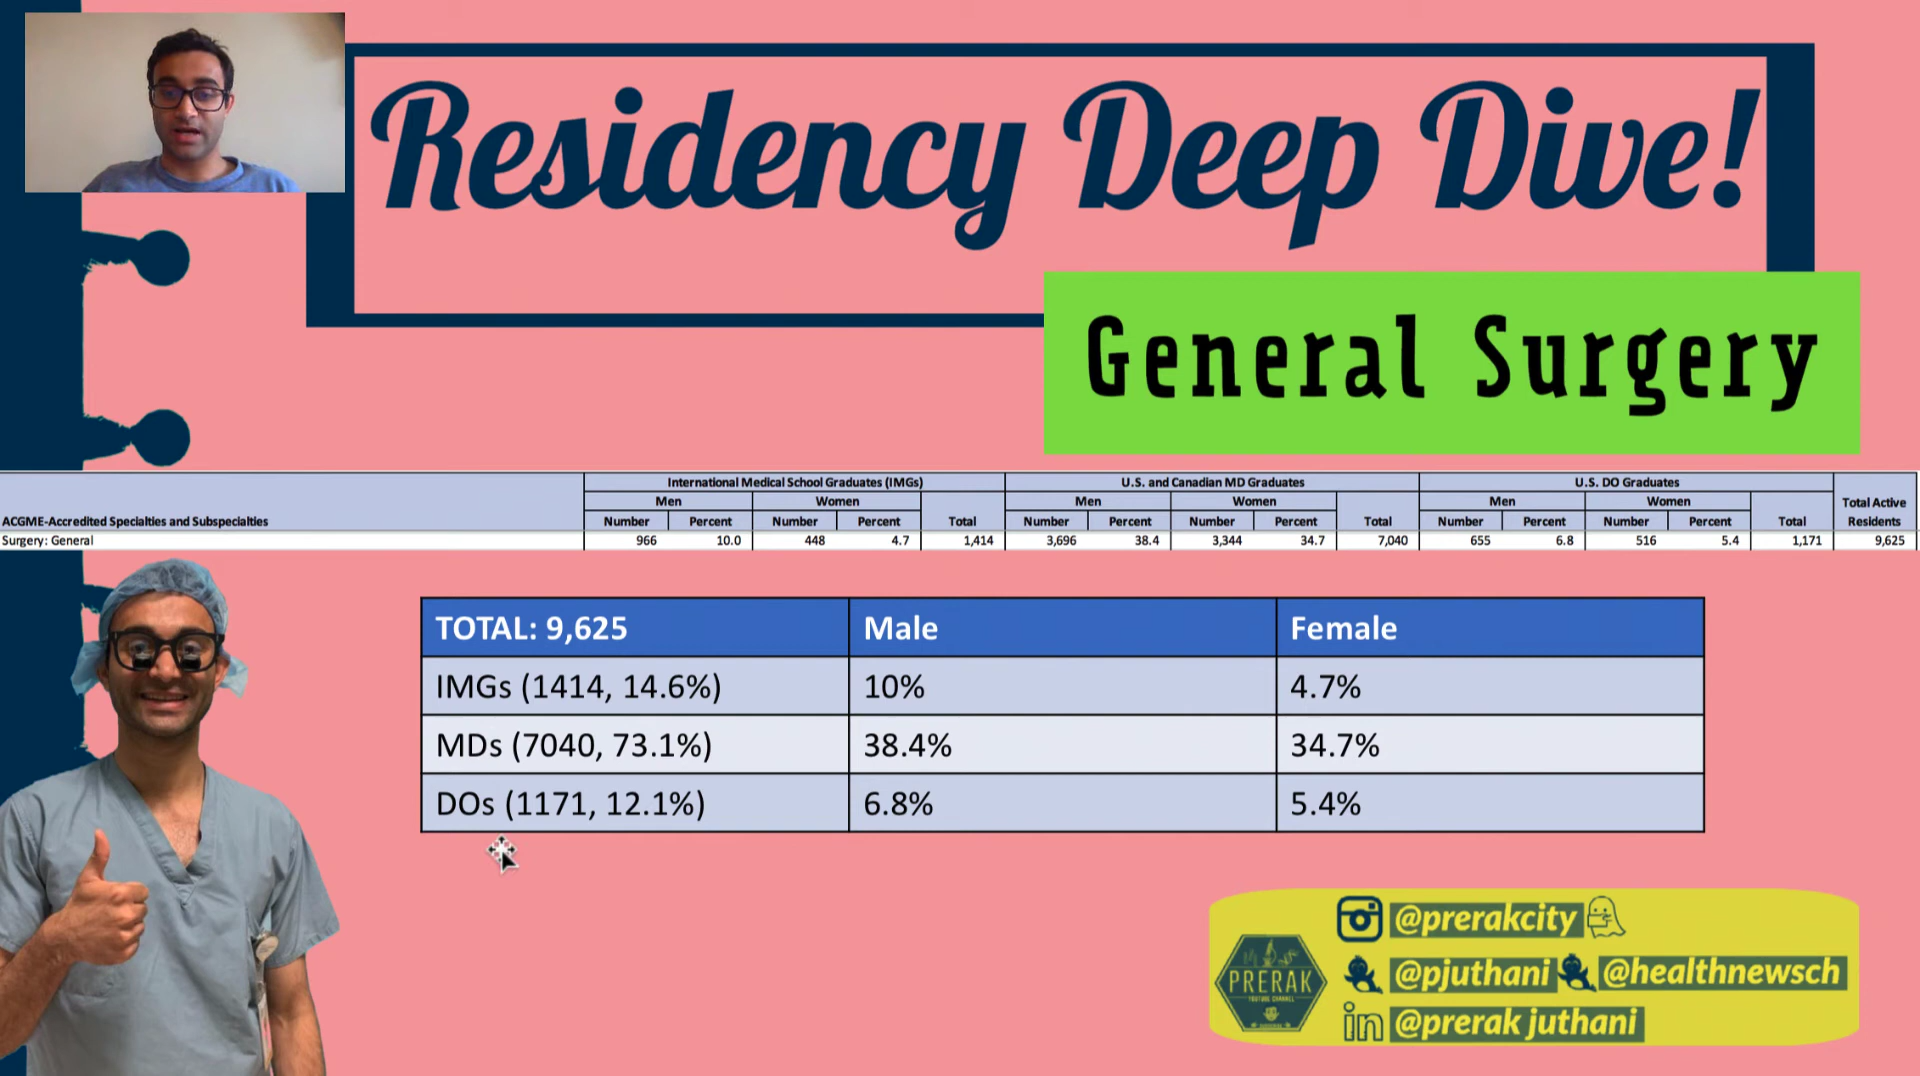 Residency Deep Dive!
General Surgery
International Medical School Graduates (IMGs) U.S. and Canadian MD Graduates U.S. DO Graduates
Men Women Men Women Men Women Total Active
ACGME-Accredited Specialties and Subspecialties Number Percent Number Percent Total Number Percent Number Percent Total Number Percent Number Percent Total Residents
Surgery: General 966 10.0 448 4.7 1,414 3,696 38.4 3,344 34.7 7,040 655 6.8 516 5.4 1,171 9,625
TOTAL: 9,625 Male Female
IMGs (1414, 14.6%) 10% 4.7%
MDs (7040, 73.1%) 38.4% 34.7%
DOs (1171, 12.1%) 6.8% 5.4%
@prerakcity
@pjuthani @healthnewsch
@prerak juthani
PRERAK
YOUTUBE CHANNEL
in